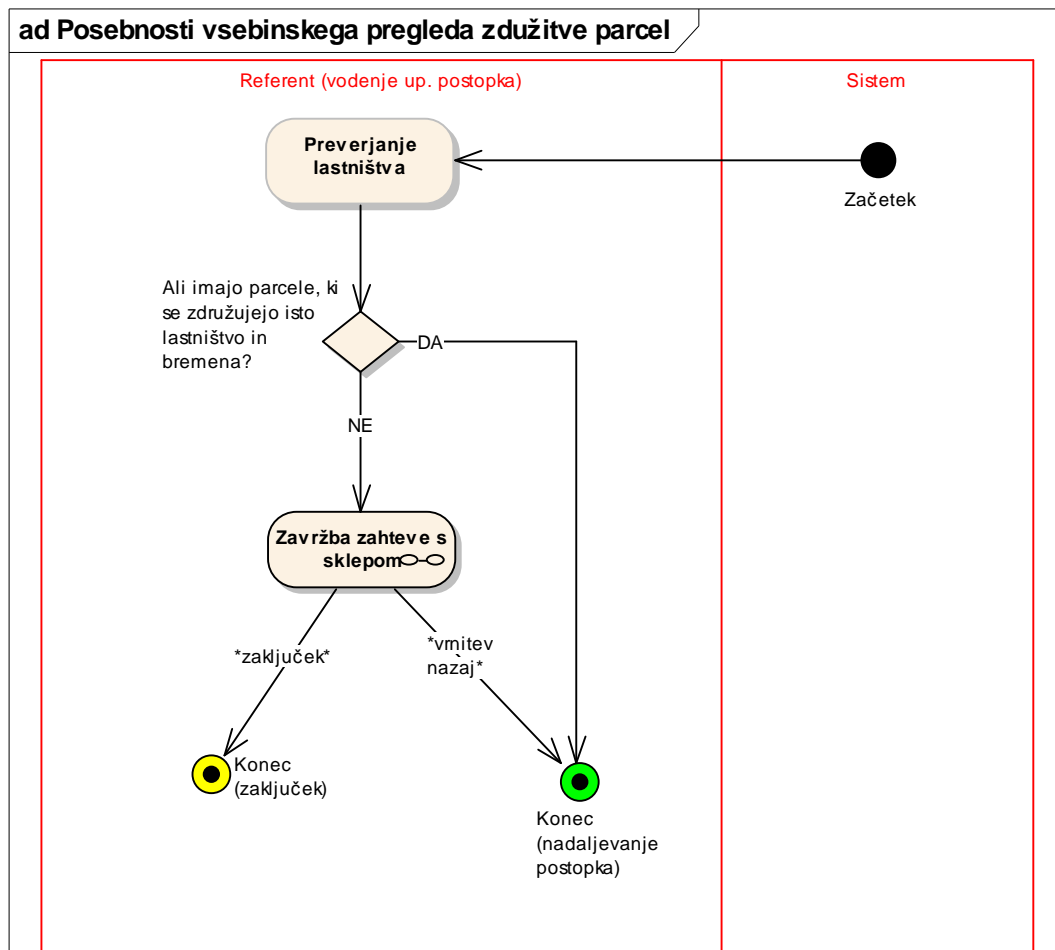 ad Posebnosti vsebinskega pregleda zdužitve parcel
Referent (vodenje up. postopka)
Sistem
Preverjanje
lastništva
Začetek
Ali imajo parcele, ki
se združujejo isto
lastništvo in
bremena?
DA
NE
Zavržba zahteve s
sklepom
*zaključek*
*vrnitev
nazaj*
Konec
(zaključek)
Konec
(nadaljevanje
postopka)